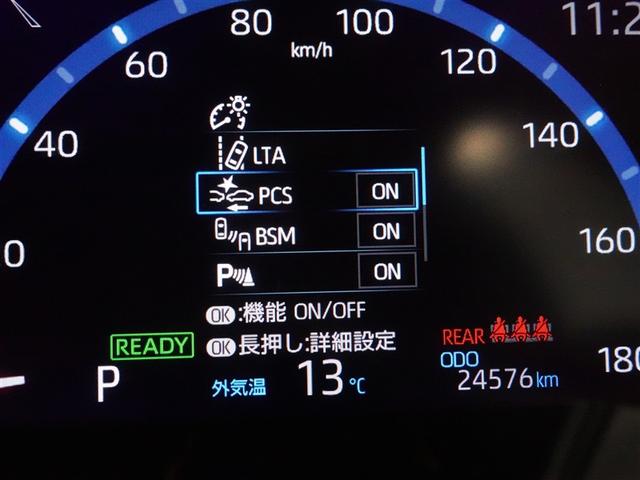 80 100 11:2
km/h
60 120
40 140
LTA
PCS ON
BSM ON
0 160
P ON
OK:機能 ON/OFF
READY OK 長押し:詳細設定 REAR
P 外気温 13℃ ODO 180
24576km